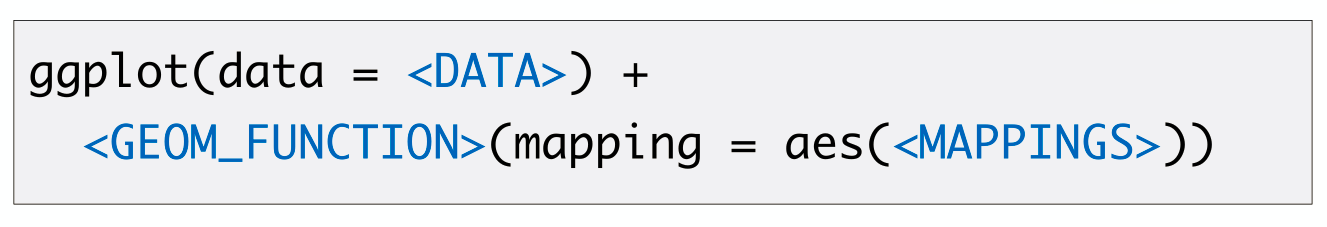 ggplot(data = <DATA>) +
  <GEOM_FUNCTION>(mapping = aes(<MAPPINGS>))